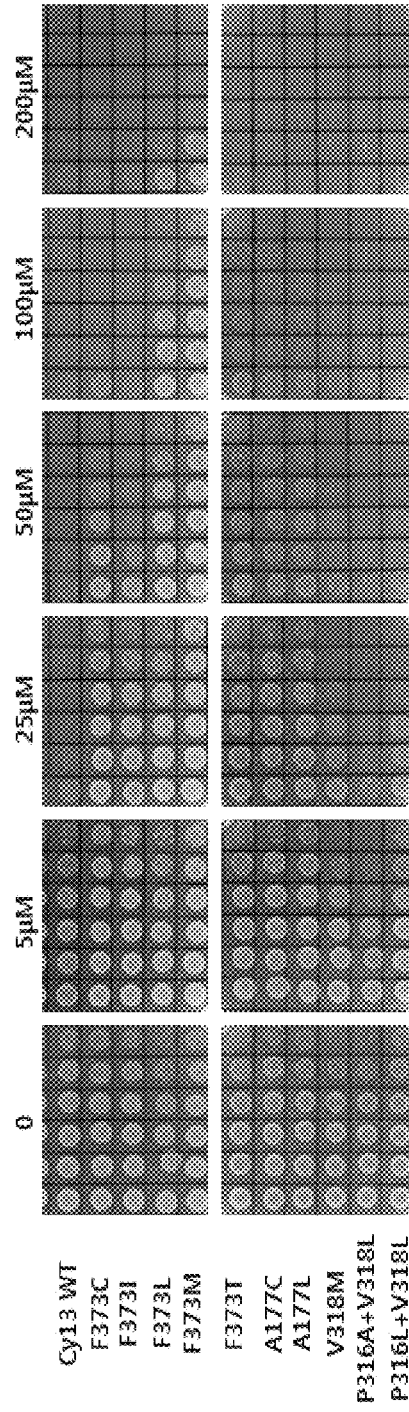 0 5μM 25μM 50μM 100μM 200μM
Cy13 WT
F373C
F373I
F373L
F373M
F373T
A177C
A177L
V318M
P316A+V318L
P316L+V318L